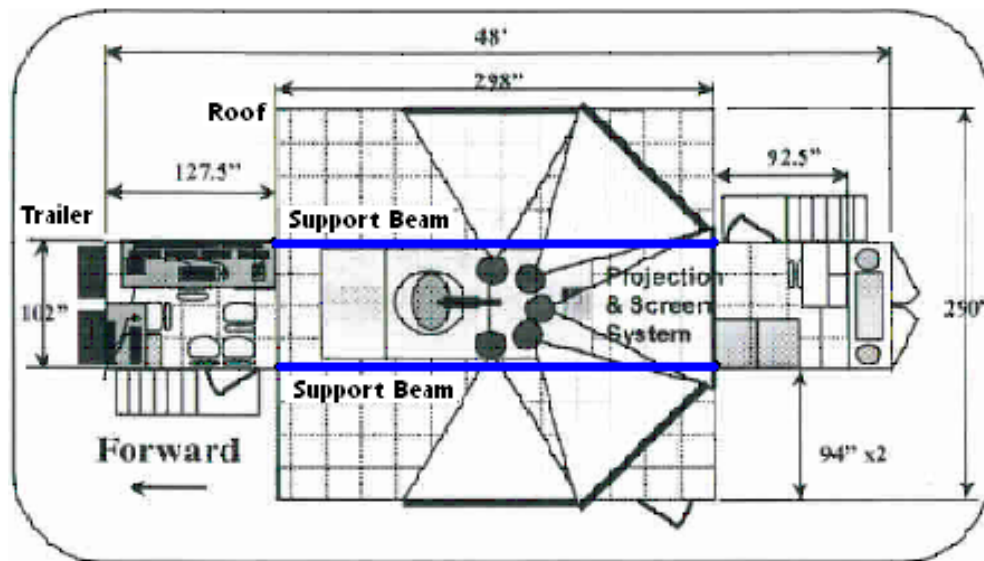 48'
298"
Roof
127.5"
92.5"
Trailer
Support Beam
102"
Projection
& Screen
System
290"
Support Beam
Forward
94" x2